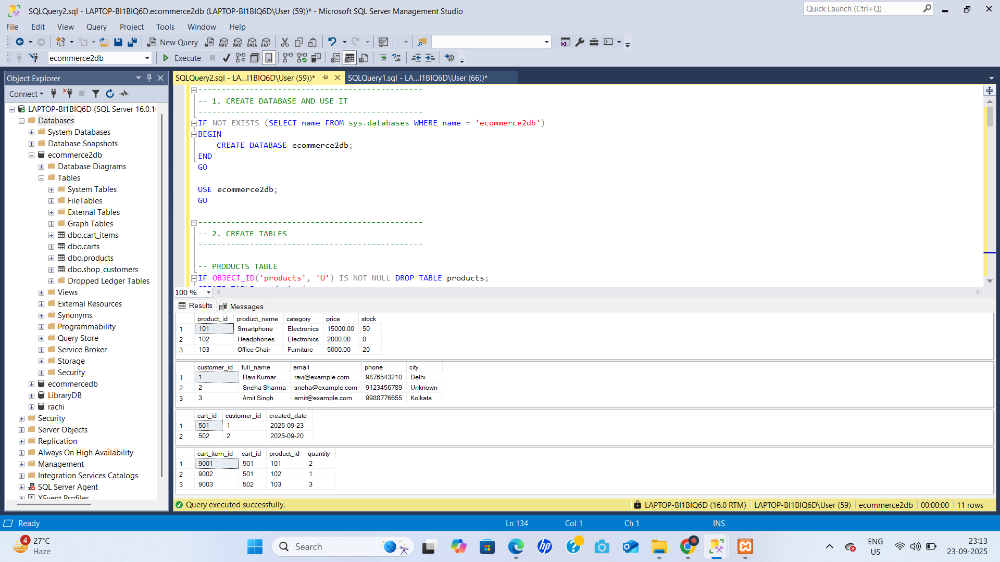 SQLQuery2.sql - LAPTOP-BI1BIQ6D.ecommerce2db (LAPTOP-BI1BIQ6D\User (59))* - Microsoft SQL Server Management Studio
Quick Launch (Ctrl+Q)
File Edit View Query Project Tools Window Help
New Query MDX DMX XMLA DAX
ecommerce2db Execute
Object Explorer
Connect
LAPTOP-BI1BIQ6D (SQL Server 16.0.10
Databases
System Databases
Database Snapshots
ecommerce2db
Database Diagrams
Tables
System Tables
FileTables
External Tables
Graph Tables
dbo.cart_items
dbo.carts
dbo.products
dbo.shop_customers
Dropped Ledger Tables
Views
External Resources
Synonyms
Programmability
Query Store
Service Broker
Storage
Security
ecommercedb
LibraryDB
rachi
Security
Server Objects
Replication
Always On High Availability
Management
Integration Services Catalogs
SQL Server Agent
XEvent Profiler
SQLQuery2.sql - LA...I1BIQ6D\User (59))* SQLQuery1.sql - LA...I1BIQ6D\User (66))*
------------------------------------------------
-- 1. CREATE DATABASE AND USE IT
------------------------------------------------
IF NOT EXISTS (SELECT name FROM sys.databases WHERE name = 'ecommerce2db')
BEGIN
CREATE DATABASE ecommerce2db;
END
GO
USE ecommerce2db;
GO
------------------------------------------------
-- 2. CREATE TABLES
------------------------------------------------
-- PRODUCTS TABLE
IF OBJECT_ID('products', 'U') IS NOT NULL DROP TABLE products;
100 %
Results Messages
product_id product_name category price stock
1 101 Smartphone Electronics 15000.00 50
2 102 Headphones Electronics 2000.00 0
3 103 Office Chair Furniture 5000.00 20
customer_id full_name email phone city
1 1 Ravi Kumar ravi@example.com 9876543210 Delhi
2 2 Sneha Sharma sneha@example.com 9123456789 Unknown
3 3 Amit Singh amit@example.com 9988776655 Kolkata
cart_id customer_id created_date
1 501 1 2025-09-23
2 502 2 2025-09-20
cart_item_id cart_id product_id quantity
1 9001 501 101 2
2 9002 501 102 1
3 9003 502 103 3
Query executed successfully. LAPTOP-BI1BIQ6D (16.0 RTM) LAPTOP-BI1BIQ6D\User (59) ecommerce2db 00:00:00 11 rows
Ready Ln 134 Col 1 Ch 1 INS
4 27°C
Haze
Search
hp
ENG
US
23:13
23-09-2025